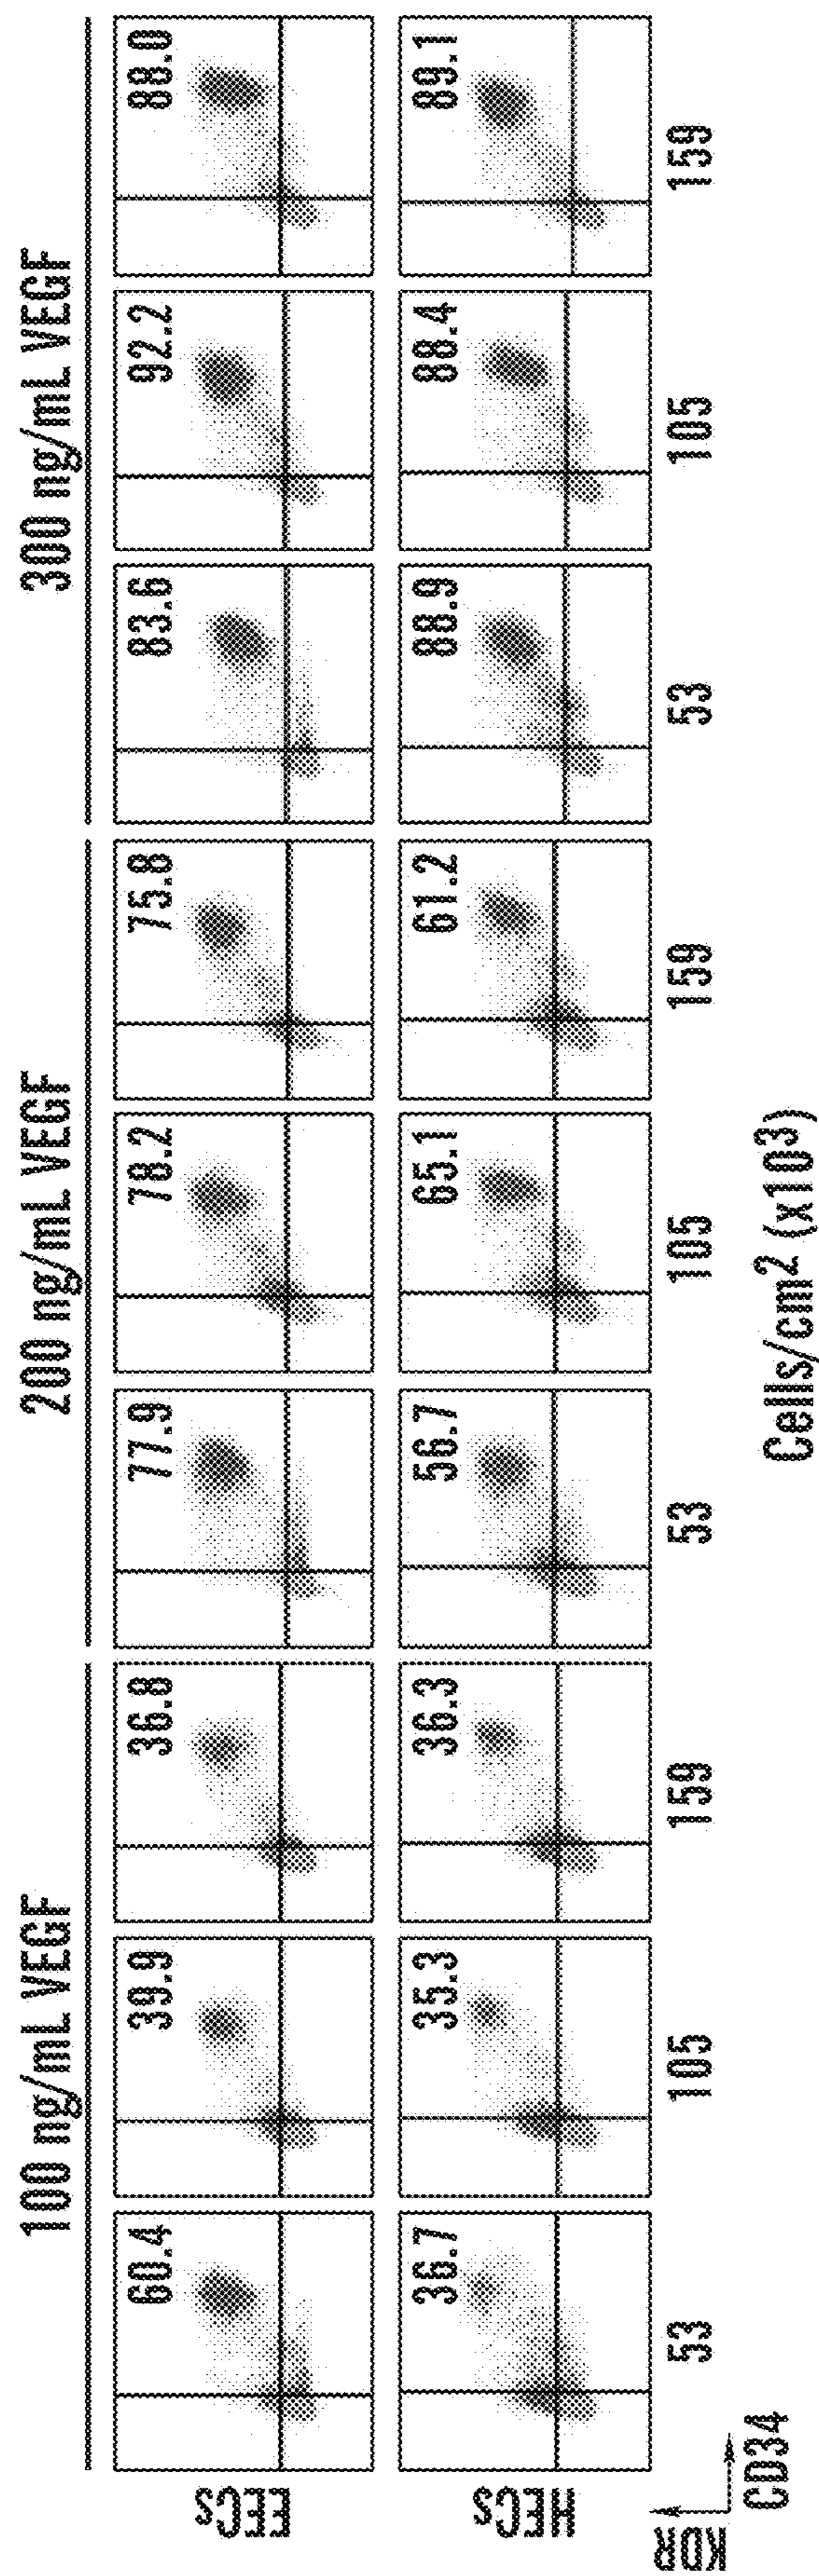 100 ng/mL VEGF 200 ng/mL VEGF 300 ng/mL VEGF
EECs 60.4 39.9 36.8 77.9 78.2 75.8 83.6 92.2 88.0
HECs 36.7 35.3 36.3 56.7 65.1 61.2 88.9 88.4 89.1
53 105 159 53 105 159 53 105 159
KDR
CD34
Cells/cm² (x10³)